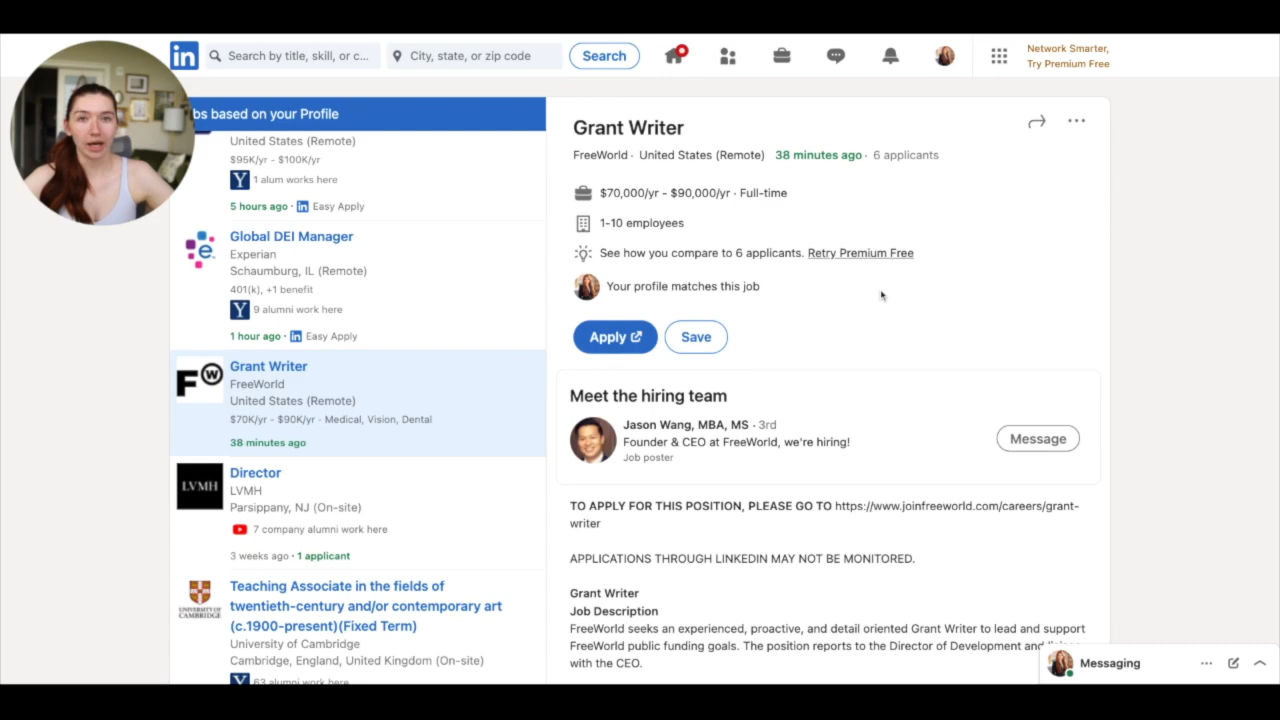 in
Search by title, skill, or c...
City, state, or zip code
Search
Network Smarter,
Try Premium Free
bs based on your Profile
United States (Remote)
$95K/yr - $100K/yr
Y 1 alum works here
5 hours ago · in Easy Apply
Global DEI Manager
Experian
Schaumburg, IL (Remote)
401(k), +1 benefit
Y 9 alumni work here
1 hour ago · in Easy Apply
FW
Grant Writer
FreeWorld
United States (Remote)
$70K/yr - $90K/yr · Medical, Vision, Dental
38 minutes ago
LVMH
Director
LVMH
Parsippany, NJ (On-site)
7 company alumni work here
3 weeks ago · 1 applicant
UNIVERSITY OF
CAMBRIDGE
Teaching Associate in the fields of
twentieth-century and/or contemporary art
(c.1900-present)(Fixed Term)
University of Cambridge
Cambridge, England, United Kingdom (On-site)
Y 63 alumni work here
Grant Writer
FreeWorld · United States (Remote) 38 minutes ago · 6 applicants
$70,000/yr - $90,000/yr · Full-time
1-10 employees
See how you compare to 6 applicants. Retry Premium Free
Your profile matches this job
Apply
Save
Meet the hiring team
Jason Wang, MBA, MS · 3rd
Founder & CEO at FreeWorld, we're hiring!
Job poster
Message
TO APPLY FOR THIS POSITION, PLEASE GO TO https://www.joinfreeworld.com/careers/grant-
writer
APPLICATIONS THROUGH LINKEDIN MAY NOT BE MONITORED.
Grant Writer
Job Description
FreeWorld seeks an experienced, proactive, and detail oriented Grant Writer to lead and support
FreeWorld public funding goals. The position reports to the Director of Development and
with the CEO.
Messaging